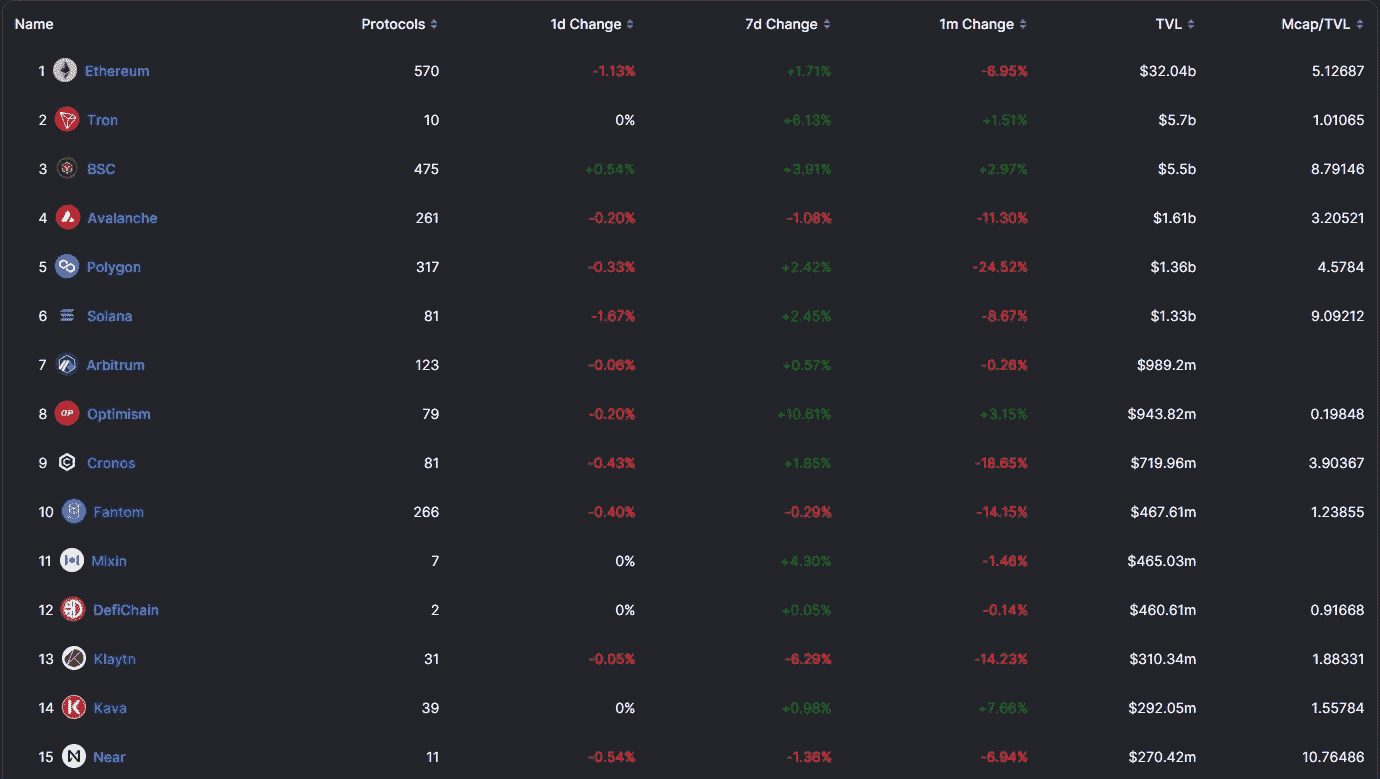 Name Protocols 1d Change 7d Change 1m Change TVL Mcap/TVL
1 Ethereum 570 -1.13% +1.71% -6.95% $32.04b 5.12687
2 Tron 10 0% +6.13% +1.51% $5.7b 1.01065
3 BSC 475 +0.54% +3.91% +2.97% $5.5b 8.79146
4 Avalanche 261 -0.20% -1.08% -11.30% $1.61b 3.20521
5 Polygon 317 -0.33% +2.42% -24.52% $1.36b 4.5784
6 Solana 81 -1.67% +2.45% -8.67% $1.33b 9.09212
7 Arbitrum 123 -0.06% +0.57% -0.26% $989.2m
8 OP Optimism 79 -0.20% +10.61% +3.15% $943.82m 0.19848
9 Cronos 81 -0.43% +1.85% -18.65% $719.96m 3.90367
10 Fantom 266 -0.40% -0.29% -14.15% $467.61m 1.23855
11 Mixin 7 0% +4.30% -1.46% $465.03m
12 DefiChain 2 0% +0.05% -0.14% $460.61m 0.91668
13 Klaytn 31 -0.05% -6.29% -14.23% $310.34m 1.88331
14 Kava 39 0% +0.98% +7.66% $292.05m 1.55784
15 Near 11 -0.54% -1.36% -6.94% $270.42m 10.76486